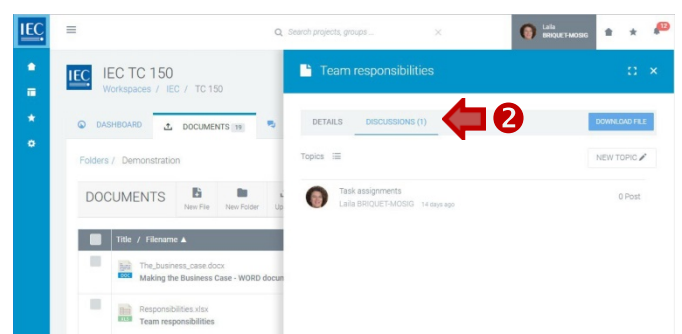 IEC
Search projects, groups ...
Laila
BRIQUET-MOSIG
12
IEC
IEC TC 150
Workspaces / IEC / TC 150
DASHBOARD
DOCUMENTS 19
Folders / Demonstration
DOCUMENTS
New File
New Folder
Title / Filename ▲
The_business_case.docx
Making the Business Case - WORD docun
Responsibilities.xlsx
Team responsibilities
Team responsibilities
DETAILS
DISCUSSIONS (1)
2
DOWNLOAD FILE
Topics
NEW TOPIC
Task assignments
Laila BRIQUET-MOSIG 14 days ago
0 Post